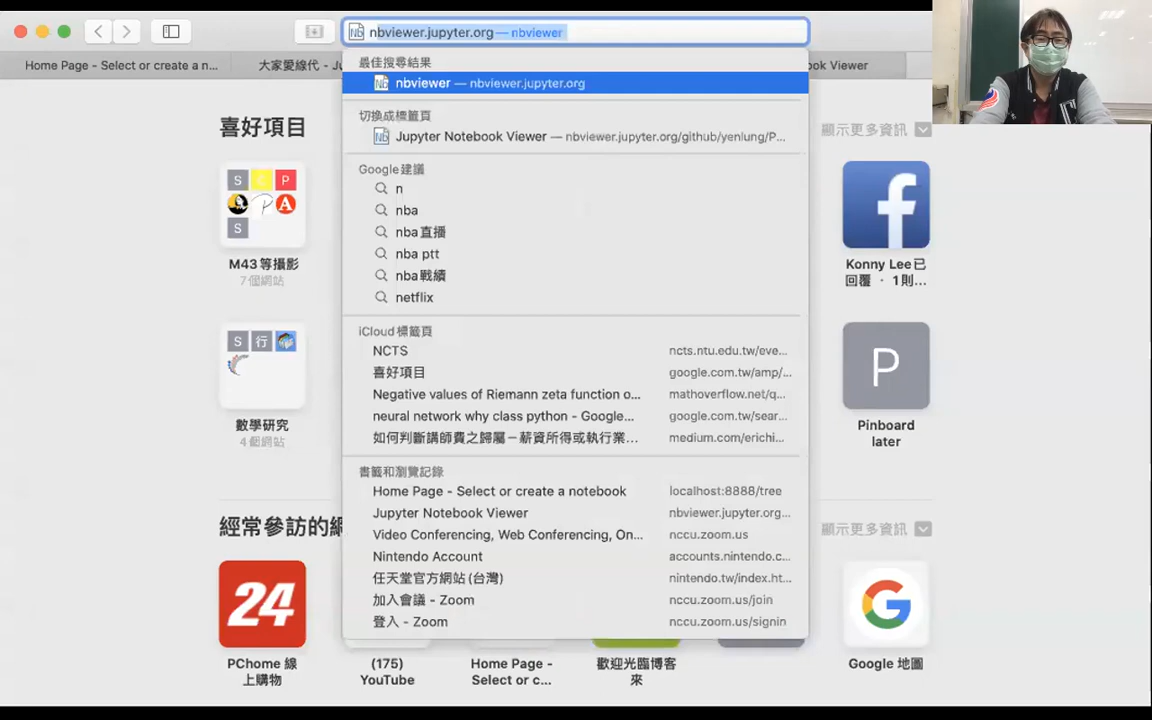 nbviewer.jupyter.org — nbviewer
Home Page - Select or create a n...
大家愛線代 - Ju
ok Viewer
最佳搜尋結果
nbviewer — nbviewer.jupyter.org
切換成標籤頁
Jupyter Notebook Viewer — nbviewer.jupyter.org/github/yenlung/P...
Google 建議
n
nba
nba 直播
nba ptt
nba 戰績
netflix
iCloud 標籤頁
NCTS ncts.ntu.edu.tw/eve...
喜好項目 google.com.tw/amp/...
Negative values of Riemann zeta function o... mathoverflow.net/q...
neural network why class python - Google... google.com.tw/sear...
如何判斷講師費之歸屬－薪資所得或執行業... medium.com/erichi...
書籤和瀏覽記錄
Home Page - Select or create a notebook localhost:8888/tree
Jupyter Notebook Viewer nbviewer.jupyter.org...
Video Conferencing, Web Conferencing, On... nccu.zoom.us
Nintendo Account accounts.nintendo.c...
任天堂官方網站 (台灣) nintendo.tw/index.ht...
加入會議 - Zoom nccu.zoom.us/join
登入 - Zoom nccu.zoom.us/signin
喜好項目
顯示更多資訊
S C P
P A
S
M43 等攝影
7 個網站
Konny Lee 已
回覆 · 1則...
S 行
數學研究
4 個網站
P
Pinboard
later
經常參訪的網
顯示更多資訊
24
PChome 線
上購物
(175)
YouTube
Home Page -
Select or c...
歡迎光臨博客
來
Google 地圖